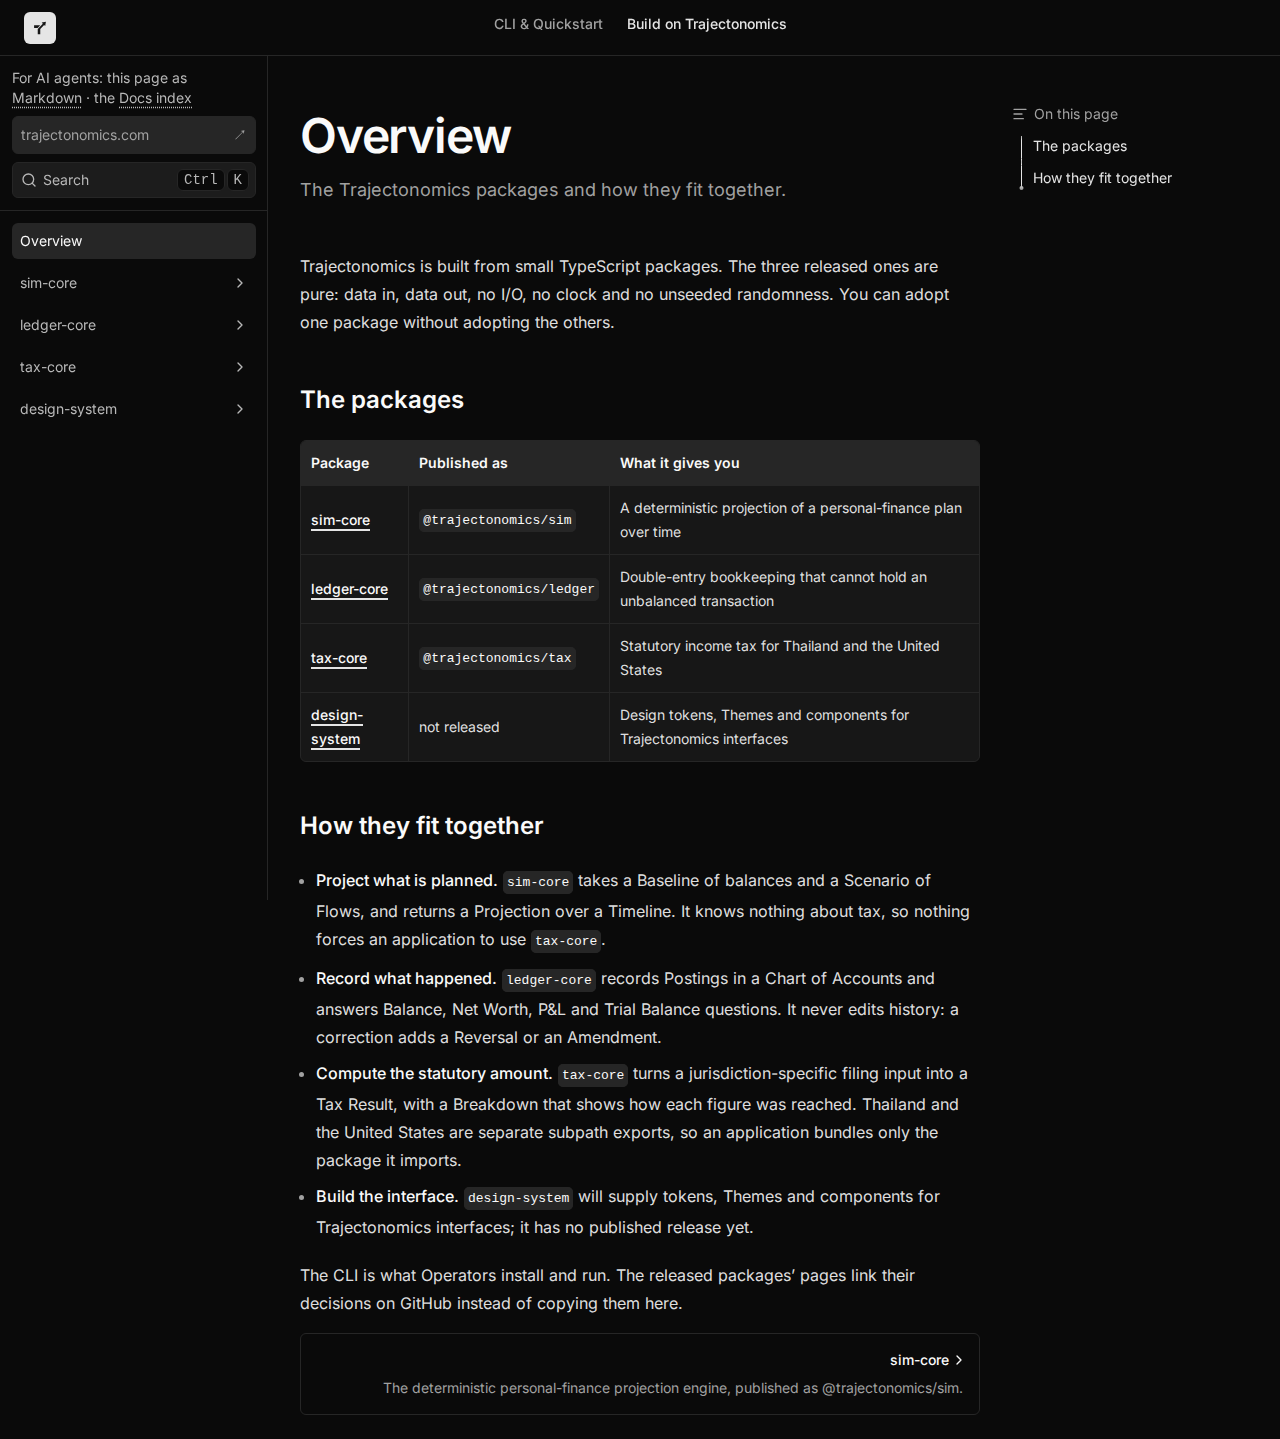 CLI & Quickstart
Build on Trajectonomics
For AI agents: this page as
Markdown · the Docs index
trajectonomics.com
Search
Ctrl K
Overview
sim-core
ledger-core
tax-core
design-system
Overview
The Trajectonomics packages and how they fit together.
Trajectonomics is built from small TypeScript packages. The three released ones are
pure: data in, data out, no I/O, no clock and no unseeded randomness. You can adopt
one package without adopting the others.
The packages
Package
Published as
What it gives you
sim-core
@trajectonomics/sim
A deterministic projection of a personal-finance plan
over time
ledger-core
@trajectonomics/ledger
Double-entry bookkeeping that cannot hold an
unbalanced transaction
tax-core
@trajectonomics/tax
Statutory income tax for Thailand and the United
States
design-
system
not released
Design tokens, Themes and components for
Trajectonomics interfaces
How they fit together
Project what is planned. sim-core takes a Baseline of balances and a Scenario of
Flows, and returns a Projection over a Timeline. It knows nothing about tax, so nothing
forces an application to use tax-core.
Record what happened. ledger-core records Postings in a Chart of Accounts and
answers Balance, Net Worth, P&L and Trial Balance questions. It never edits history: a
correction adds a Reversal or an Amendment.
Compute the statutory amount. tax-core turns a jurisdiction-specific filing input into a
Tax Result, with a Breakdown that shows how each figure was reached. Thailand and
the United States are separate subpath exports, so an application bundles only the
package it imports.
Build the interface. design-system will supply tokens, Themes and components for
Trajectonomics interfaces; it has no published release yet.
The CLI is what Operators install and run. The released packages’ pages link their
decisions on GitHub instead of copying them here.
sim-core
The deterministic personal-finance projection engine, published as @trajectonomics/sim.
On this page
The packages
How they fit together